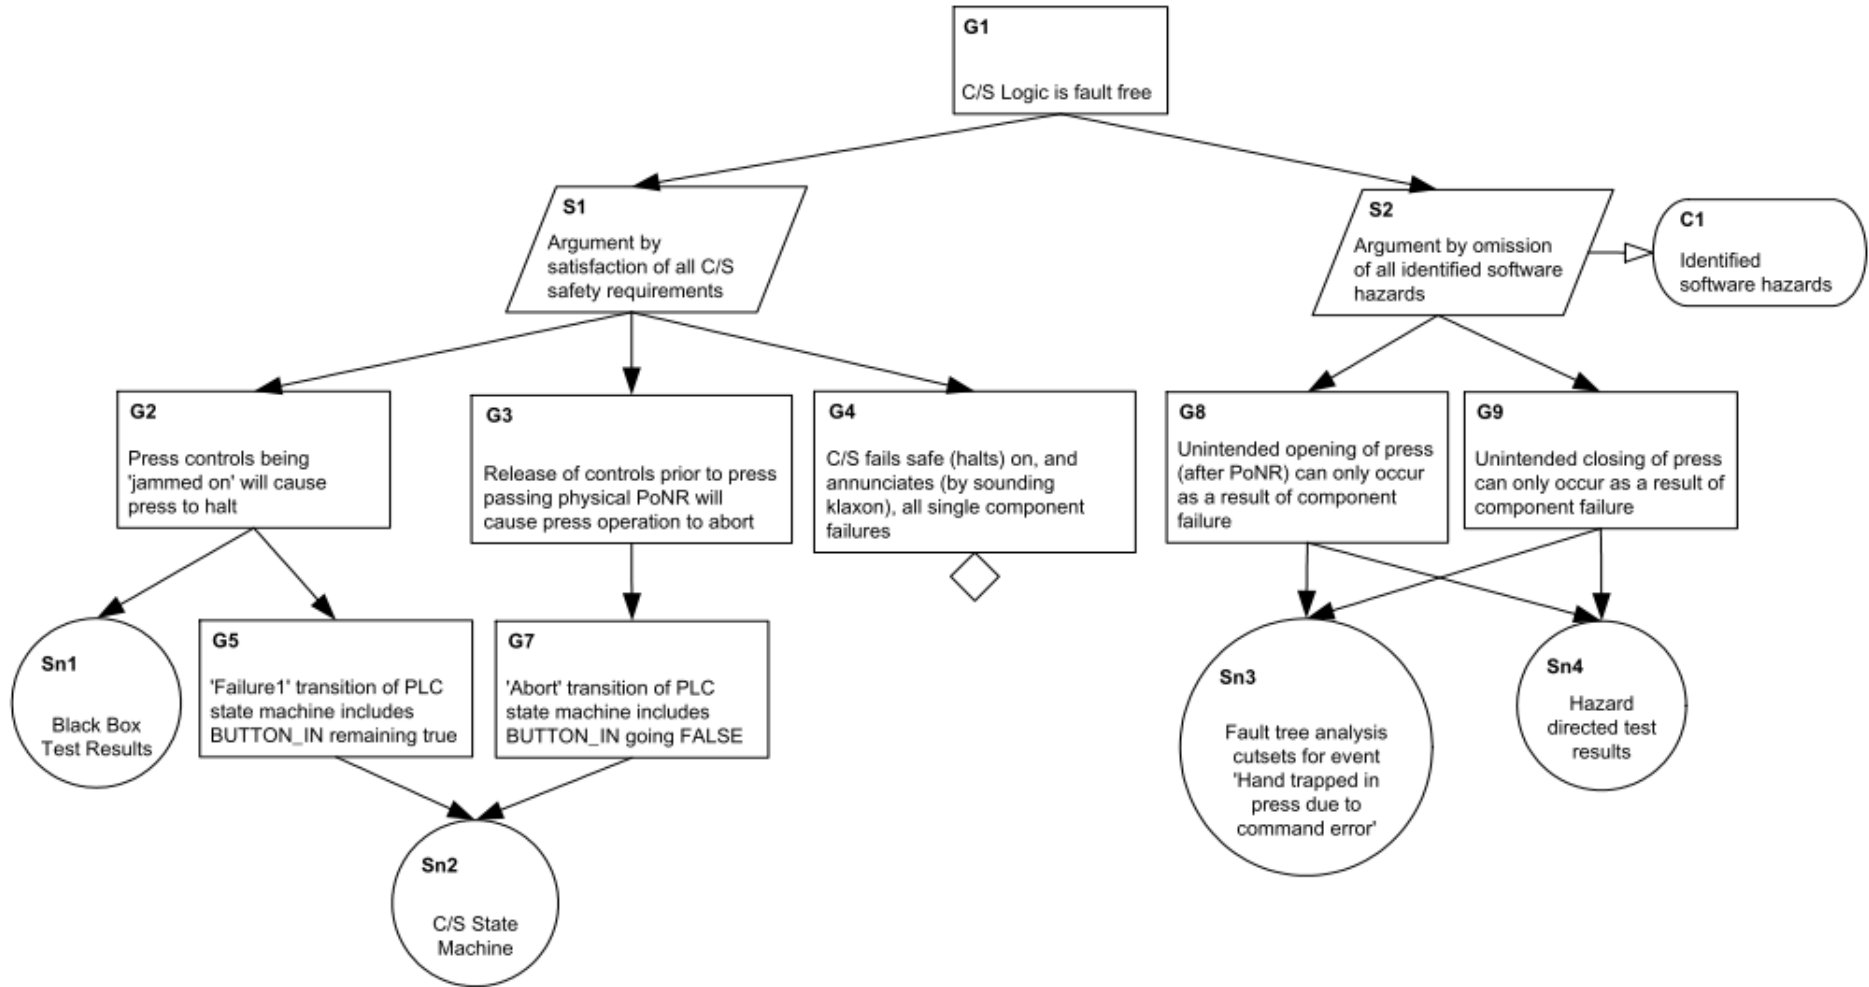 G1
C/S Logic is fault free
S1
Argument by
satisfaction of all C/S
safety requirements
S2
Argument by omission
of all identified software
hazards
C1
Identified
software hazards
G2
Press controls being
'jammed on' will cause
press to halt
G3
Release of controls prior to press
passing physical PoNR will
cause press operation to abort
G4
C/S fails safe (halts) on, and
annunciates (by sounding
klaxon), all single component
failures
G8
Unintended opening of press
(after PoNR) can only occur
as a result of component
failure
G9
Unintended closing of press
can only occur as a result of
component failure
Sn1
Black Box
Test Results
G5
'Failure1' transition of PLC
state machine includes
BUTTON_IN remaining true
G7
'Abort' transition of PLC
state machine includes
BUTTON_IN going FALSE
Sn3
Fault tree analysis
cutsets for event
'Hand trapped in
press due to
command error'
Sn4
Hazard
directed test
results
Sn2
C/S State
Machine